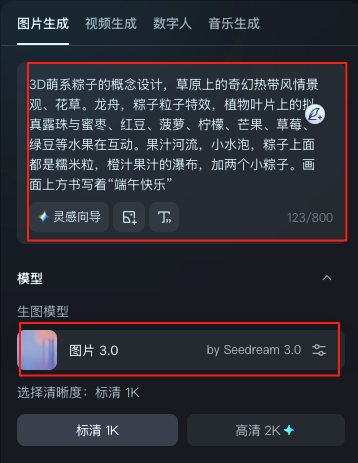 图片生成 视频生成 数字人 音乐生成
3D萌系粽子的概念设计，草原上的奇幻热带风情景
观、花草。龙舟，粽子粒子特效，植物叶片上的拟
真露珠与蜜枣、红豆、菠萝、柠檬、芒果、草莓、
绿豆等水果在互动。果汁河流，小水泡，粽子上面
都是糯米粒，橙汁果汁的瀑布，加两个小粽子。画
面上方书写着“端午快乐”
灵感向导 T 123/800
模型
生图模型
图片 3.0 by Seedream 3.0
选择清晰度：标清 1K
标清 1K 高清 2K